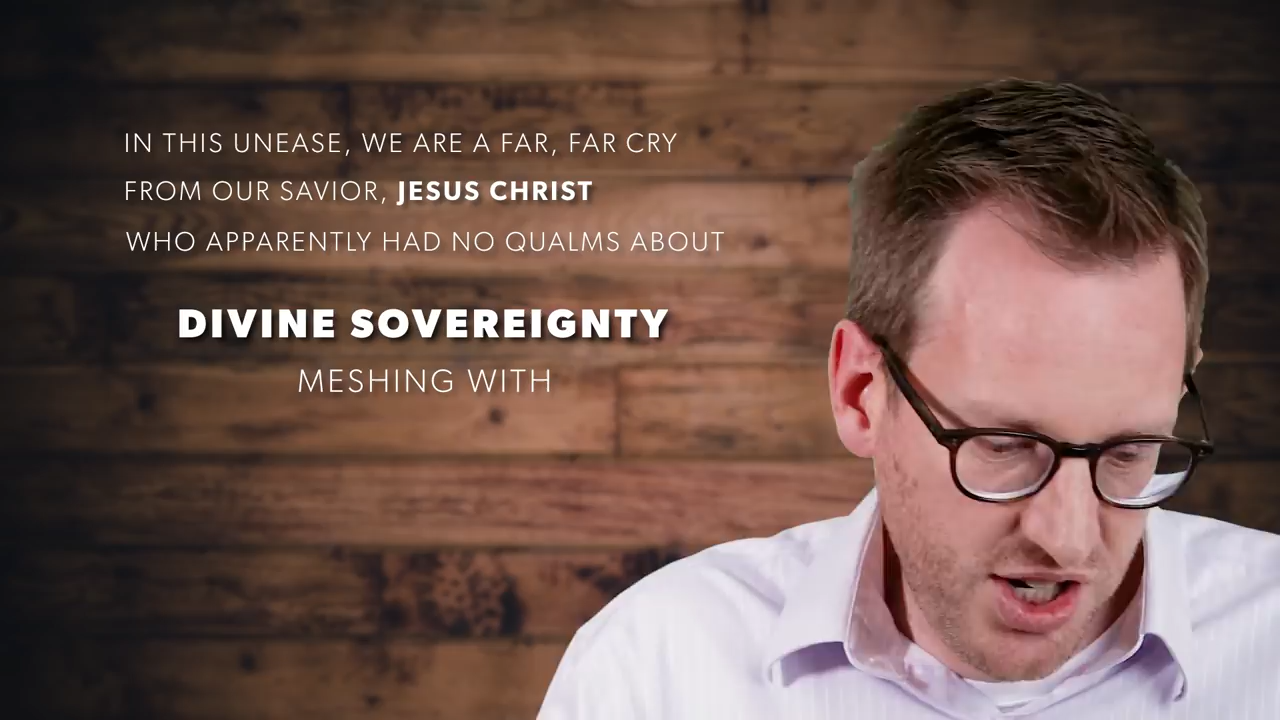 IN THIS UNEASE, WE ARE A FAR, FAR CRY
FROM OUR SAVIOR, JESUS CHRIST
WHO APPARENTLY HAD NO QUALMS ABOUT
DIVINE SOVEREIGNTY
MESHING WITH